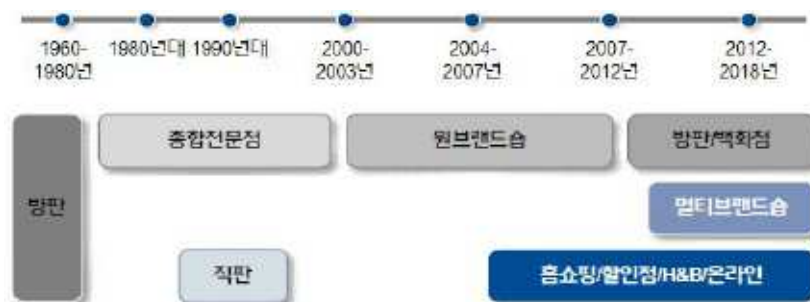 1960-
1980년
1980년대
1990년대
2000-
2003년
2004-
2007년
2007-
2012년
2012-
2018년
방판
종합전문점
원브랜드숍
방판/백화점
멀티브랜드숍
직판
홈쇼핑/할인점/H&B/온라인